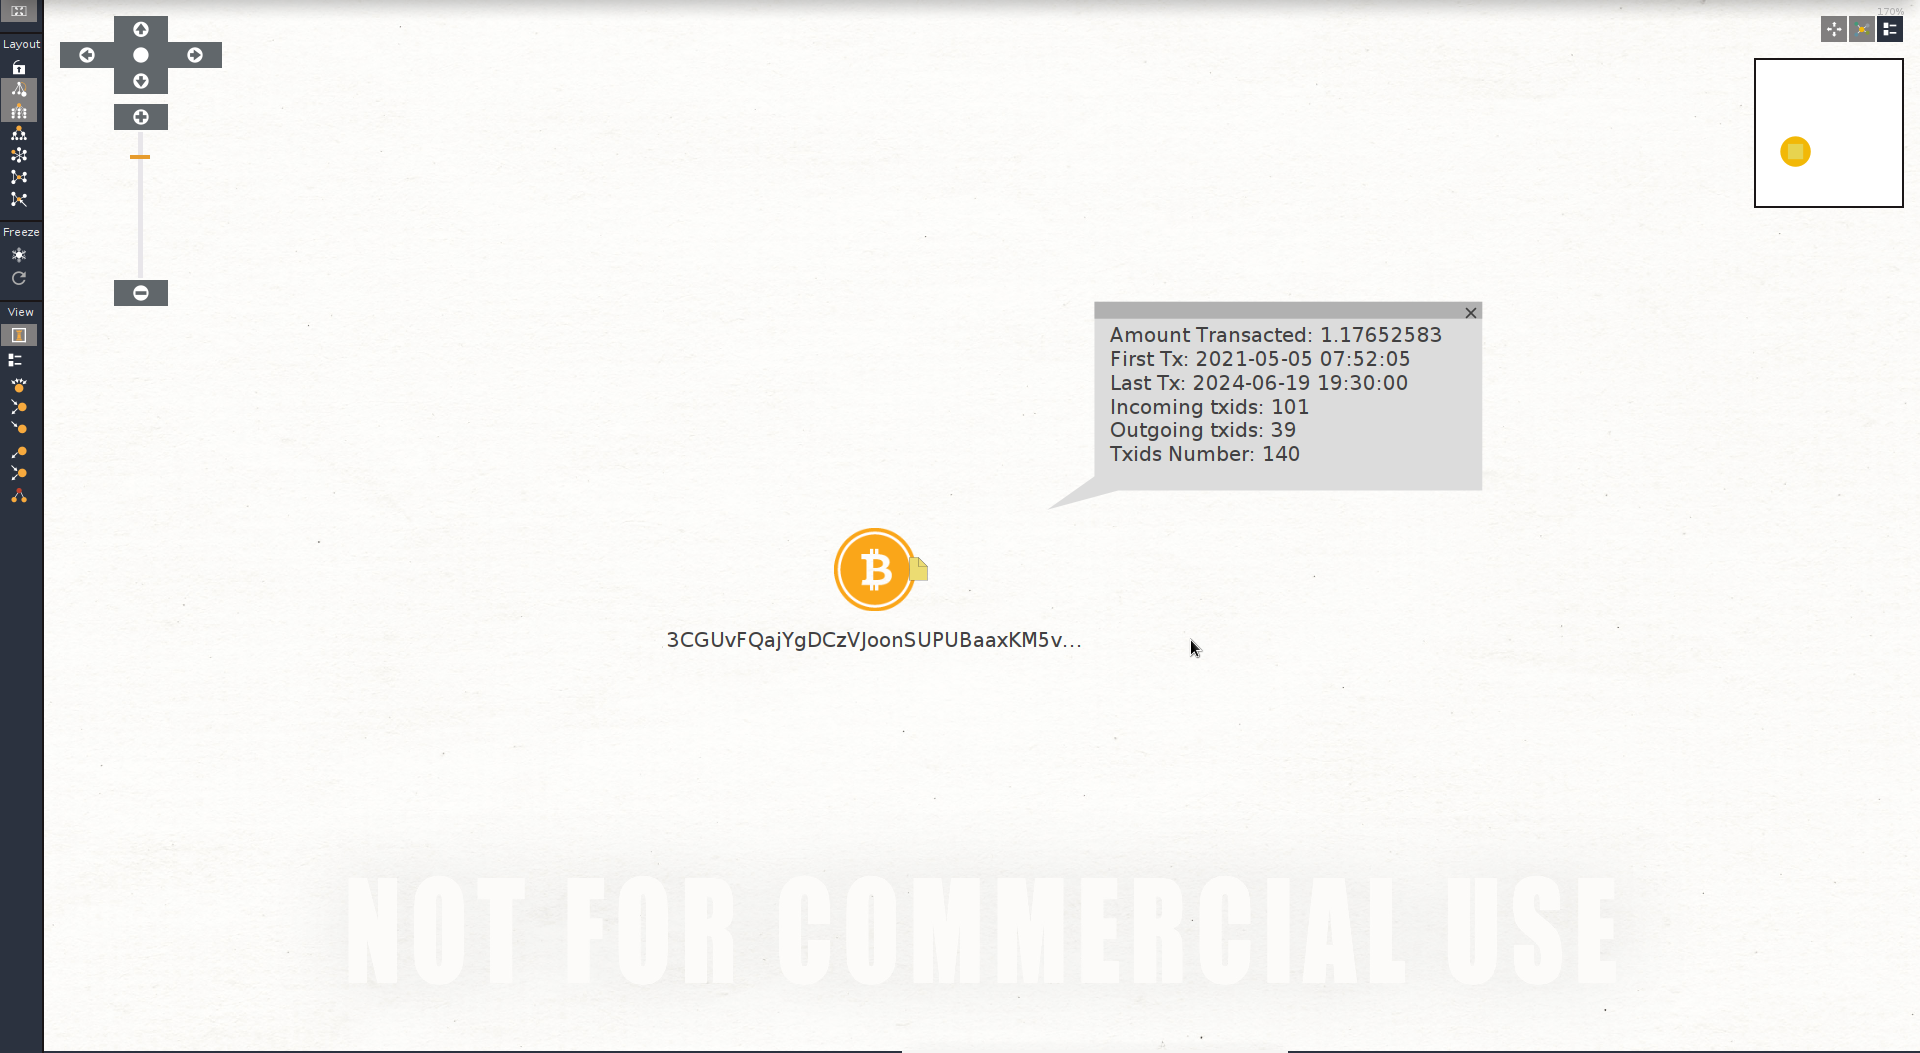 170%
Layout
Freeze
View
Amount Transacted: 1.17652583
First Tx: 2021-05-05 07:52:05
Last Tx: 2024-06-19 19:30:00
Incoming txids: 101
Outgoing txids: 39
Txids Number: 140
3CGUvFQajYgDCzVJoonSUPUBaaxKM5v...
NOT FOR COMMERCIAL USE